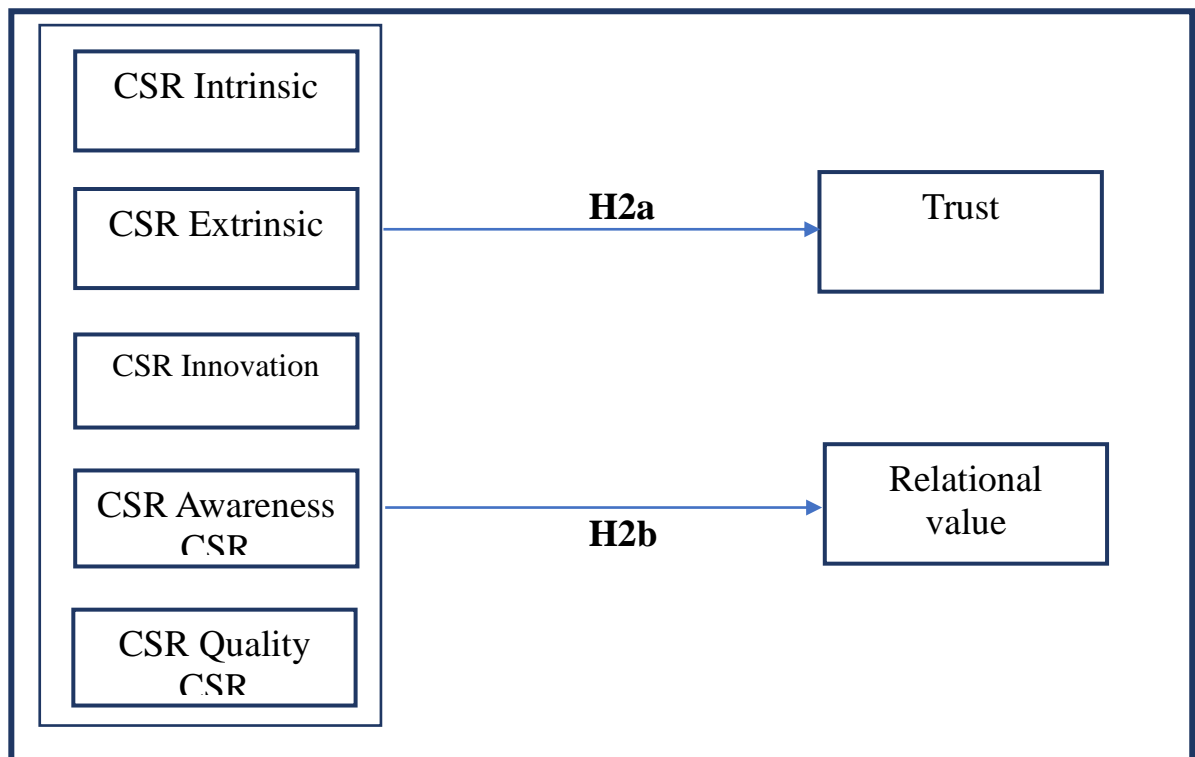 CSR Intrinsic
CSR Extrinsic
H2a
Trust
CSR Innovation
CSR Awareness
CSR
H2b
Relational
value
CSR Quality
CSR